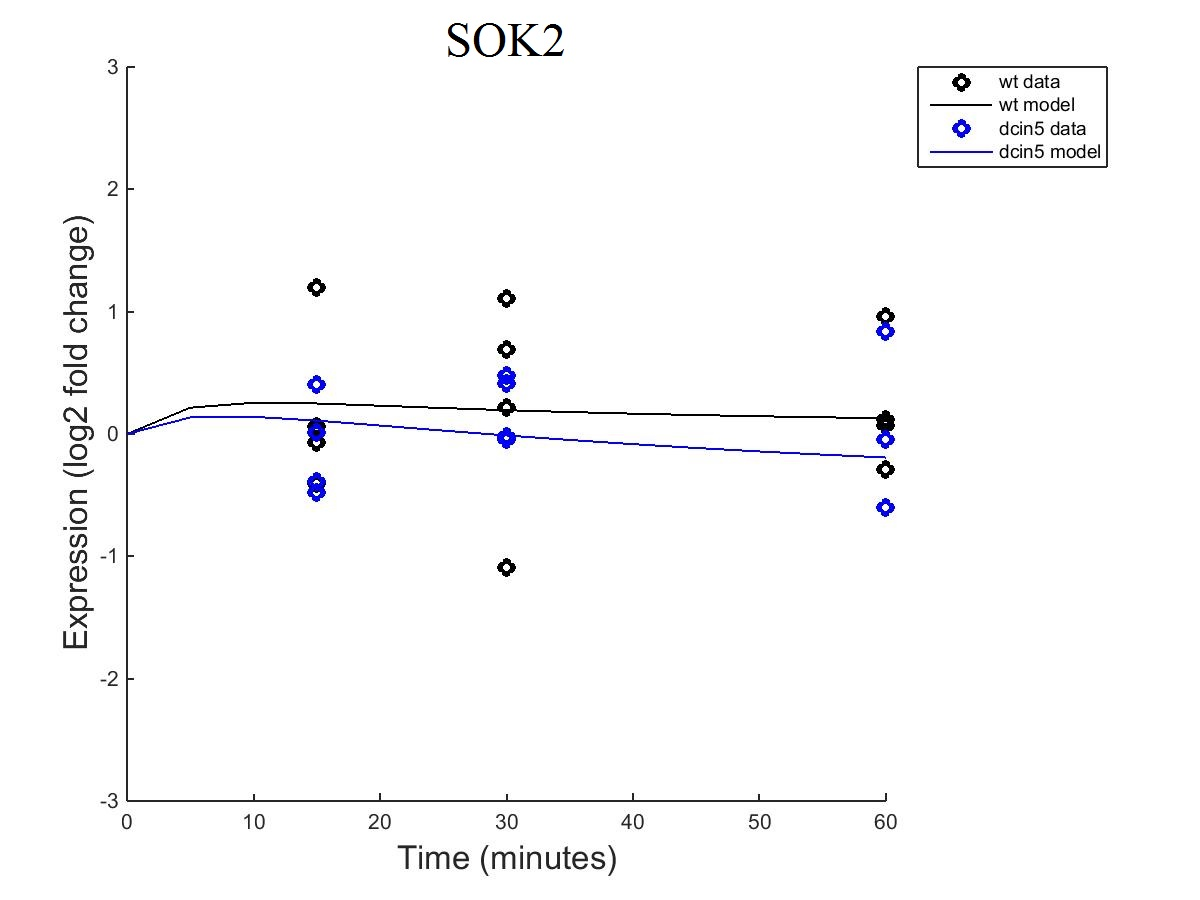 SOK2
wt data
wt model
dcin5 data
dcin5 model
Expression (log2 fold change)
3
2
1
0
-1
-2
-3
0 10 20 30 40 50 60
Time (minutes)